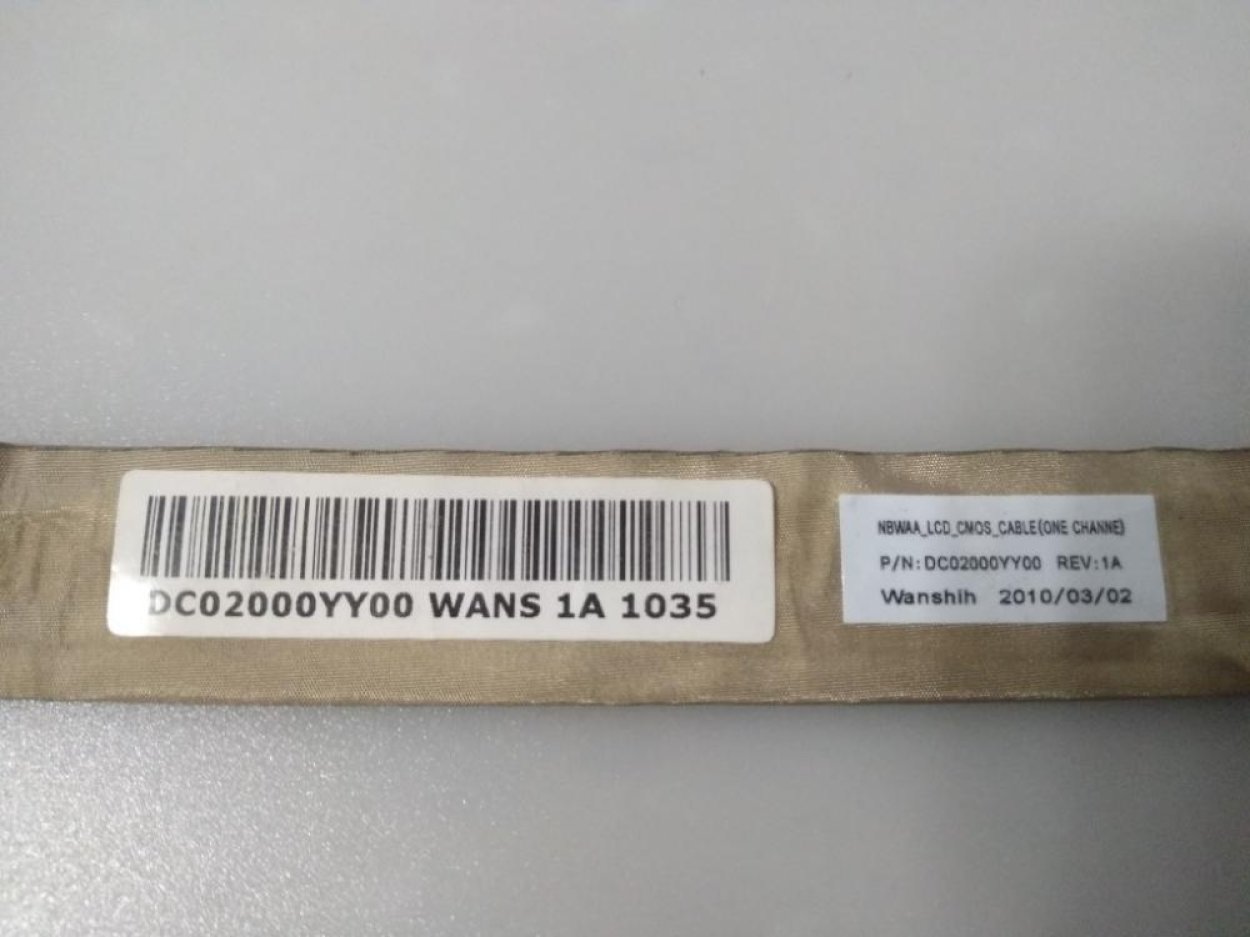 DC02000YY00 WANS 1A 1035
NBWAA_LCD_CMOS_CABLE(ONE CHANNE)
P/N:DC02000YY00 REV:1A
Wanshih 2010/03/02